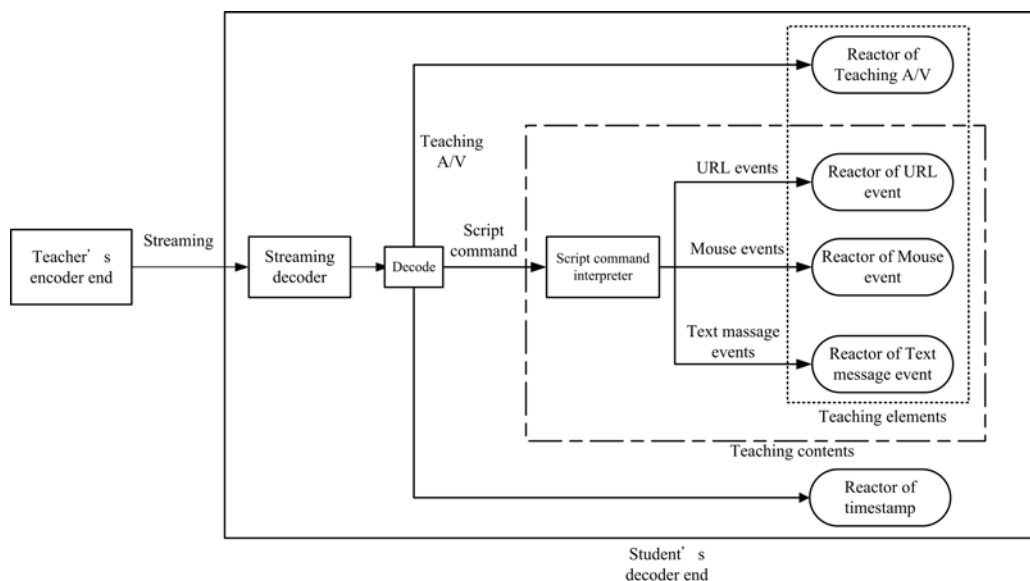 Reactor of
Teaching A/V
Teaching
A/V
URL events
Reactor of URL
event
Teacher’ s
encoder end
Streaming
Streaming
decoder
Decode
Script
command
Script command
interpreter
Mouse events
Reactor of Mouse
event
Text massage
events
Reactor of Text
message event
Teaching elements
Teaching contents
Reactor of
timestamp
Student’ s
decoder end